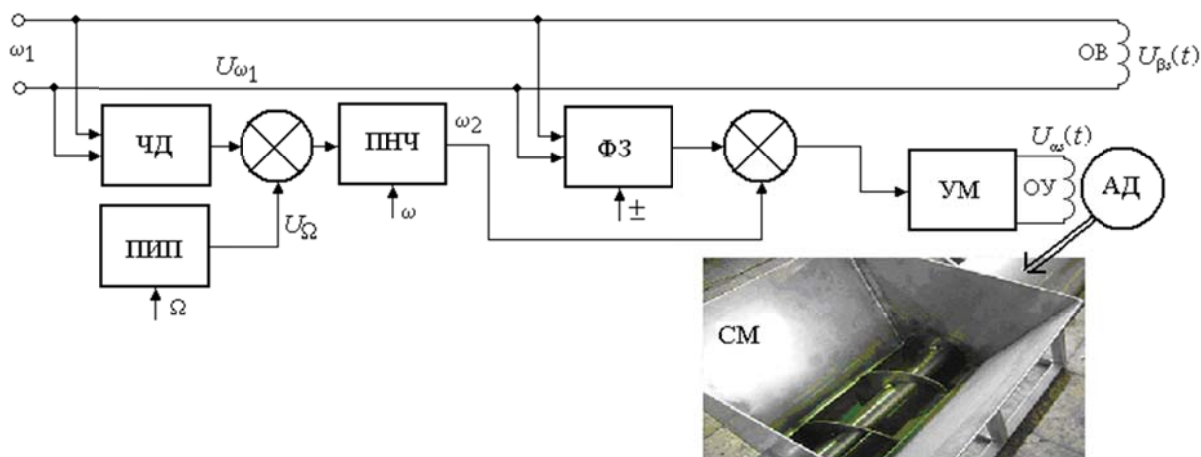 ω1
Uω1
ОВ
Uβs(t)
ЧД
ПНЧ
ω2
ФЗ
Uαs(t)
УМ
ОУ
АД
ω
±
ПИП
UΩ
Ω
СМ